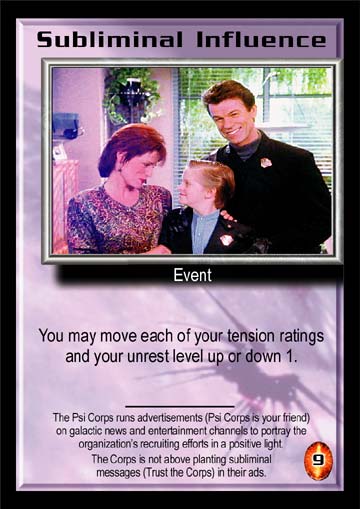 Subliminal Influence
Event
You may move each of your tension ratings
and your unrest level up or down 1.
The Psi Corps runs advertisements (Psi Corps is your friend)
on galactic news and entertainment channels to portray the
organization's recruiting efforts in a positive light.
The Corps is not above planting subliminal
messages (Trust the Corps) in their ads.
9